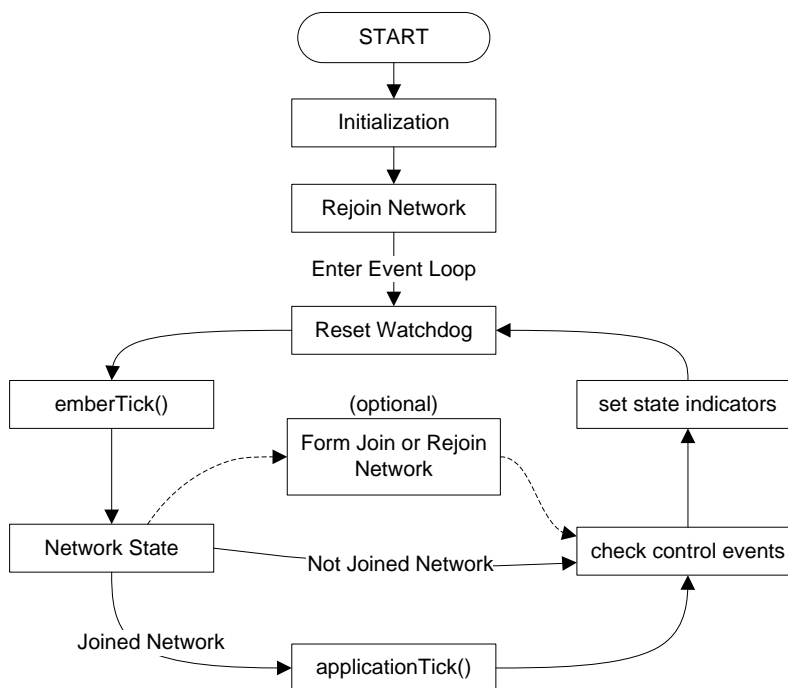 START
Initialization
Rejoin Network
Enter Event Loop
Reset Watchdog
emberTick()
(optional)
set state indicators
Form Join or Rejoin
Network
Network State
Not Joined Network
check control events
Joined Network
applicationTick()